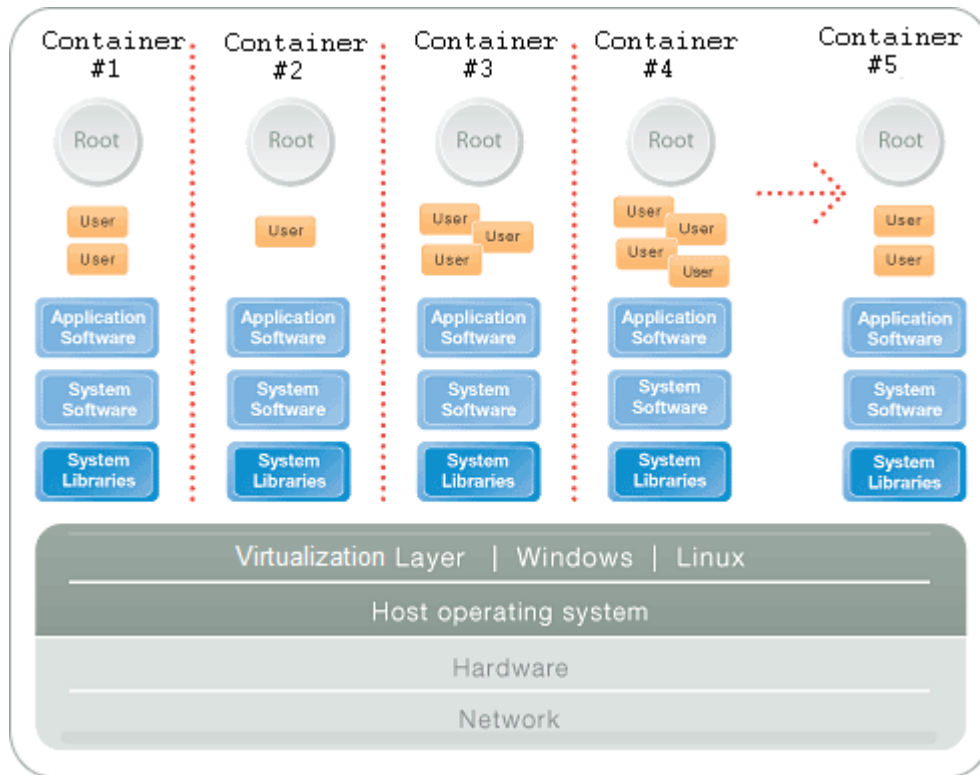 Container #1
Container #2
Container #3
Container #4
Container #5
Root
Root
Root
Root
Root
User
User
User
User
User
User
User
User
User
User
User
User
Application Software
Application Software
Application Software
Application Software
Application Software
System Software
System Software
System Software
System Software
System Software
System Libraries
System Libraries
System Libraries
System Libraries
System Libraries
Virtualization Layer | Windows | Linux
Host operating system
Hardware
Network